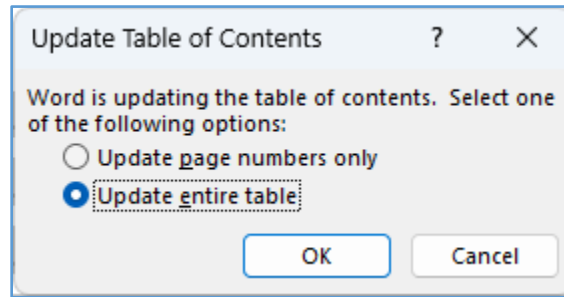 Update Table of Contents ?
Word is updating the table of contents. Select one
of the following options:
Update page numbers only
Update entire table
OK Cancel